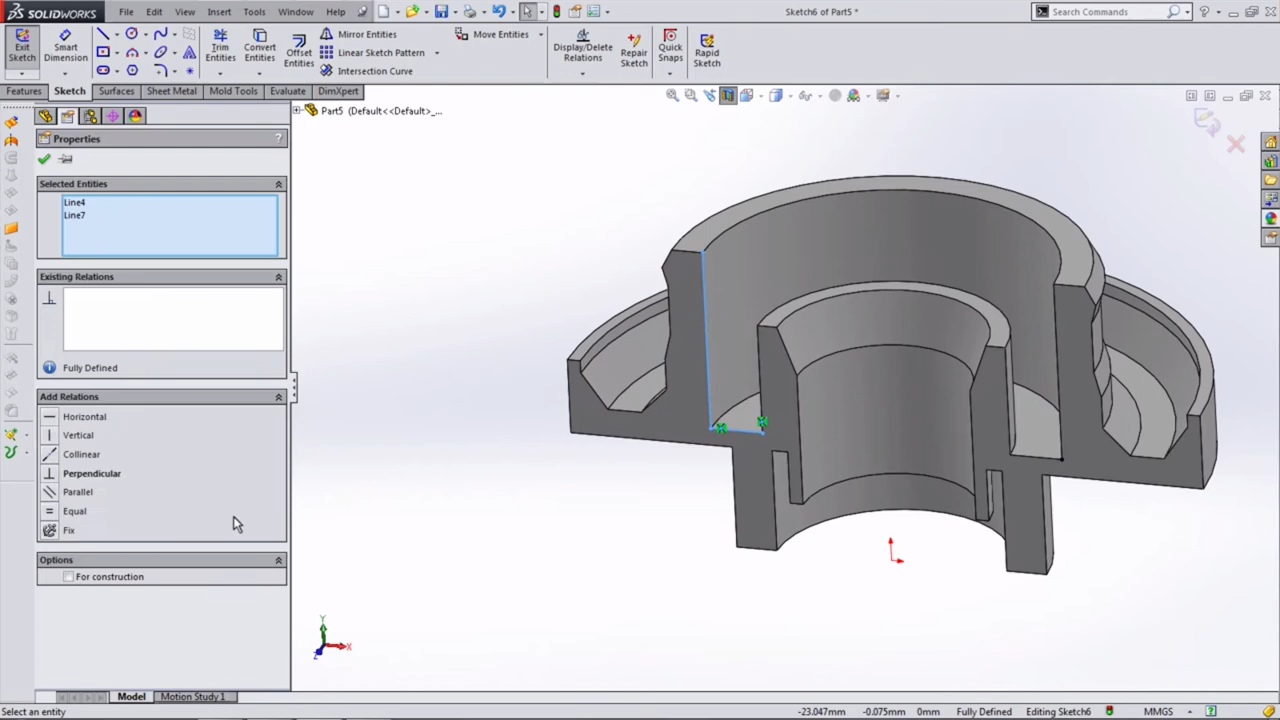 SOLIDWORKS
File Edit View Insert Tools Window Help
Sketch6 of Part5 *
Search Commands
Exit Sketch
Smart Dimension
Trim Entities
Convert Entities
Offset Entities
Mirror Entities
Linear Sketch Pattern
Intersection Curve
Move Entities
Display/Delete Relations
Repair Sketch
Quick Snaps
Rapid Sketch
Features Sketch Surfaces Sheet Metal Mold Tools Evaluate DimXpert
Part5 (Default<<Default>_...
Properties ?
Selected Entities
Line4
Line7
Existing Relations
Fully Defined
Add Relations
Horizontal
Vertical
Collinear
Perpendicular
Parallel
Equal
Fix
Options
For construction
Y
X
Z
Model Motion Study 1
Select an entity -23.047mm -0.075mm 0mm Fully Defined Editing Sketch6 MMGS ?